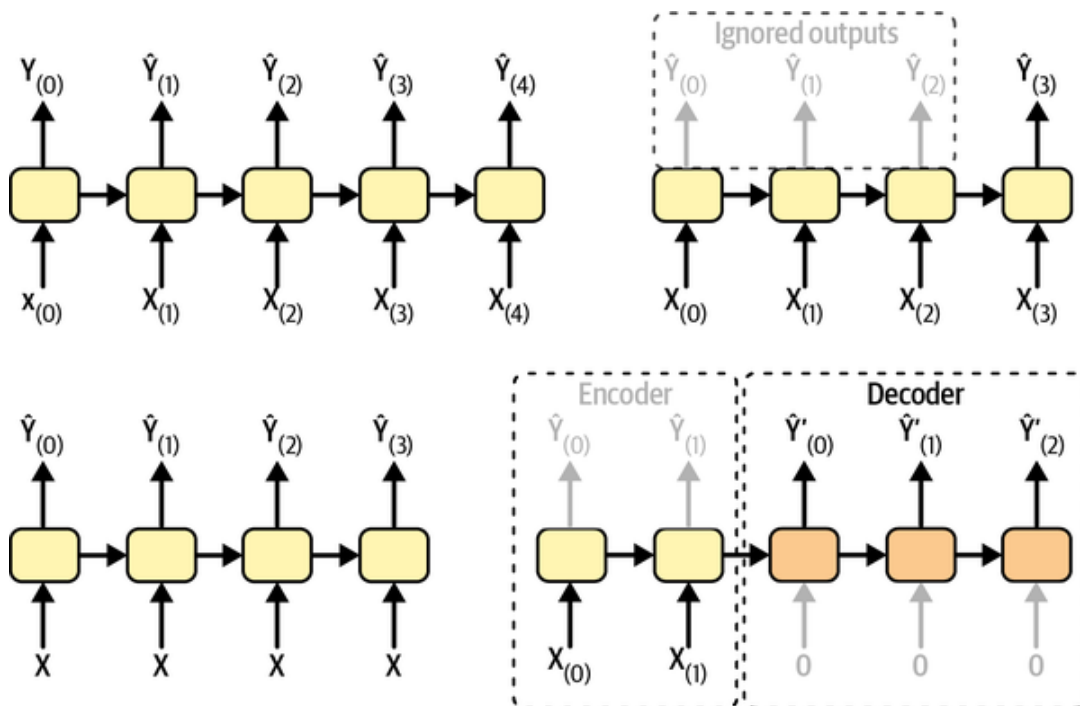 Ignored outputs
Y(0) Ŷ(1) Ŷ(2) Ŷ(3) Ŷ(4)
Ŷ(0) Ŷ(1) Ŷ(2) Ŷ(3)
x(0) X(1) X(2) X(3) X(4)
X(0) X(1) X(2) X(3)
Encoder
Decoder
Ŷ(0) Ŷ(1) Ŷ(2) Ŷ(3)
Ŷ(0) Ŷ(1) Ŷ'(0) Ŷ'(1) Ŷ'(2)
X X X X
X(0) X(1) 0 0 0